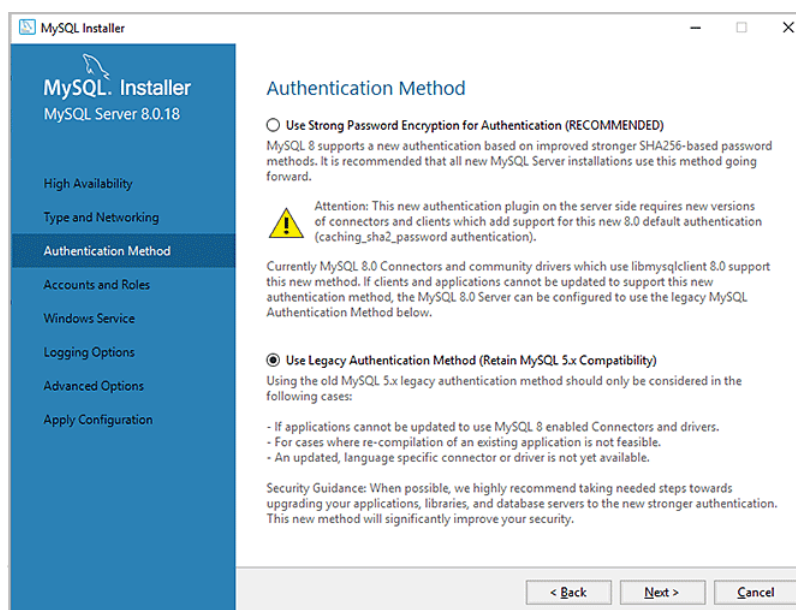 MySQL Installer
MySQL. Installer
MySQL Server 8.0.18
High Availability
Type and Networking
Authentication Method
Accounts and Roles
Windows Service
Logging Options
Advanced Options
Apply Configuration
Authentication Method
Use Strong Password Encryption for Authentication (RECOMMENDED)
MySQL 8 supports a new authentication based on improved stronger SHA256-based password
methods. It is recommended that all new MySQL Server installations use this method going
forward.
Attention: This new authentication plugin on the server side requires new versions
of connectors and clients which add support for this new 8.0 default authentication
(caching_sha2_password authentication).
Currently MySQL 8.0 Connectors and community drivers which use libmysqlclient 8.0 support
this new method. If clients and applications cannot be updated to support this new
authentication method, the MySQL 8.0 Server can be configured to use the legacy MySQL
Authentication Method below.
Use Legacy Authentication Method (Retain MySQL 5.x Compatibility)
Using the old MySQL 5.x legacy authentication method should only be considered in the
following cases:
- If applications cannot be updated to use MySQL 8 enabled Connectors and drivers.
- For cases where re-compilation of an existing application is not feasible.
- An updated, language specific connector or driver is not yet available.
Security Guidance: When possible, we highly recommend taking needed steps towards
upgrading your applications, libraries, and database servers to the new stronger authentication.
This new method will significantly improve your security.
< Back
Next >
Cancel